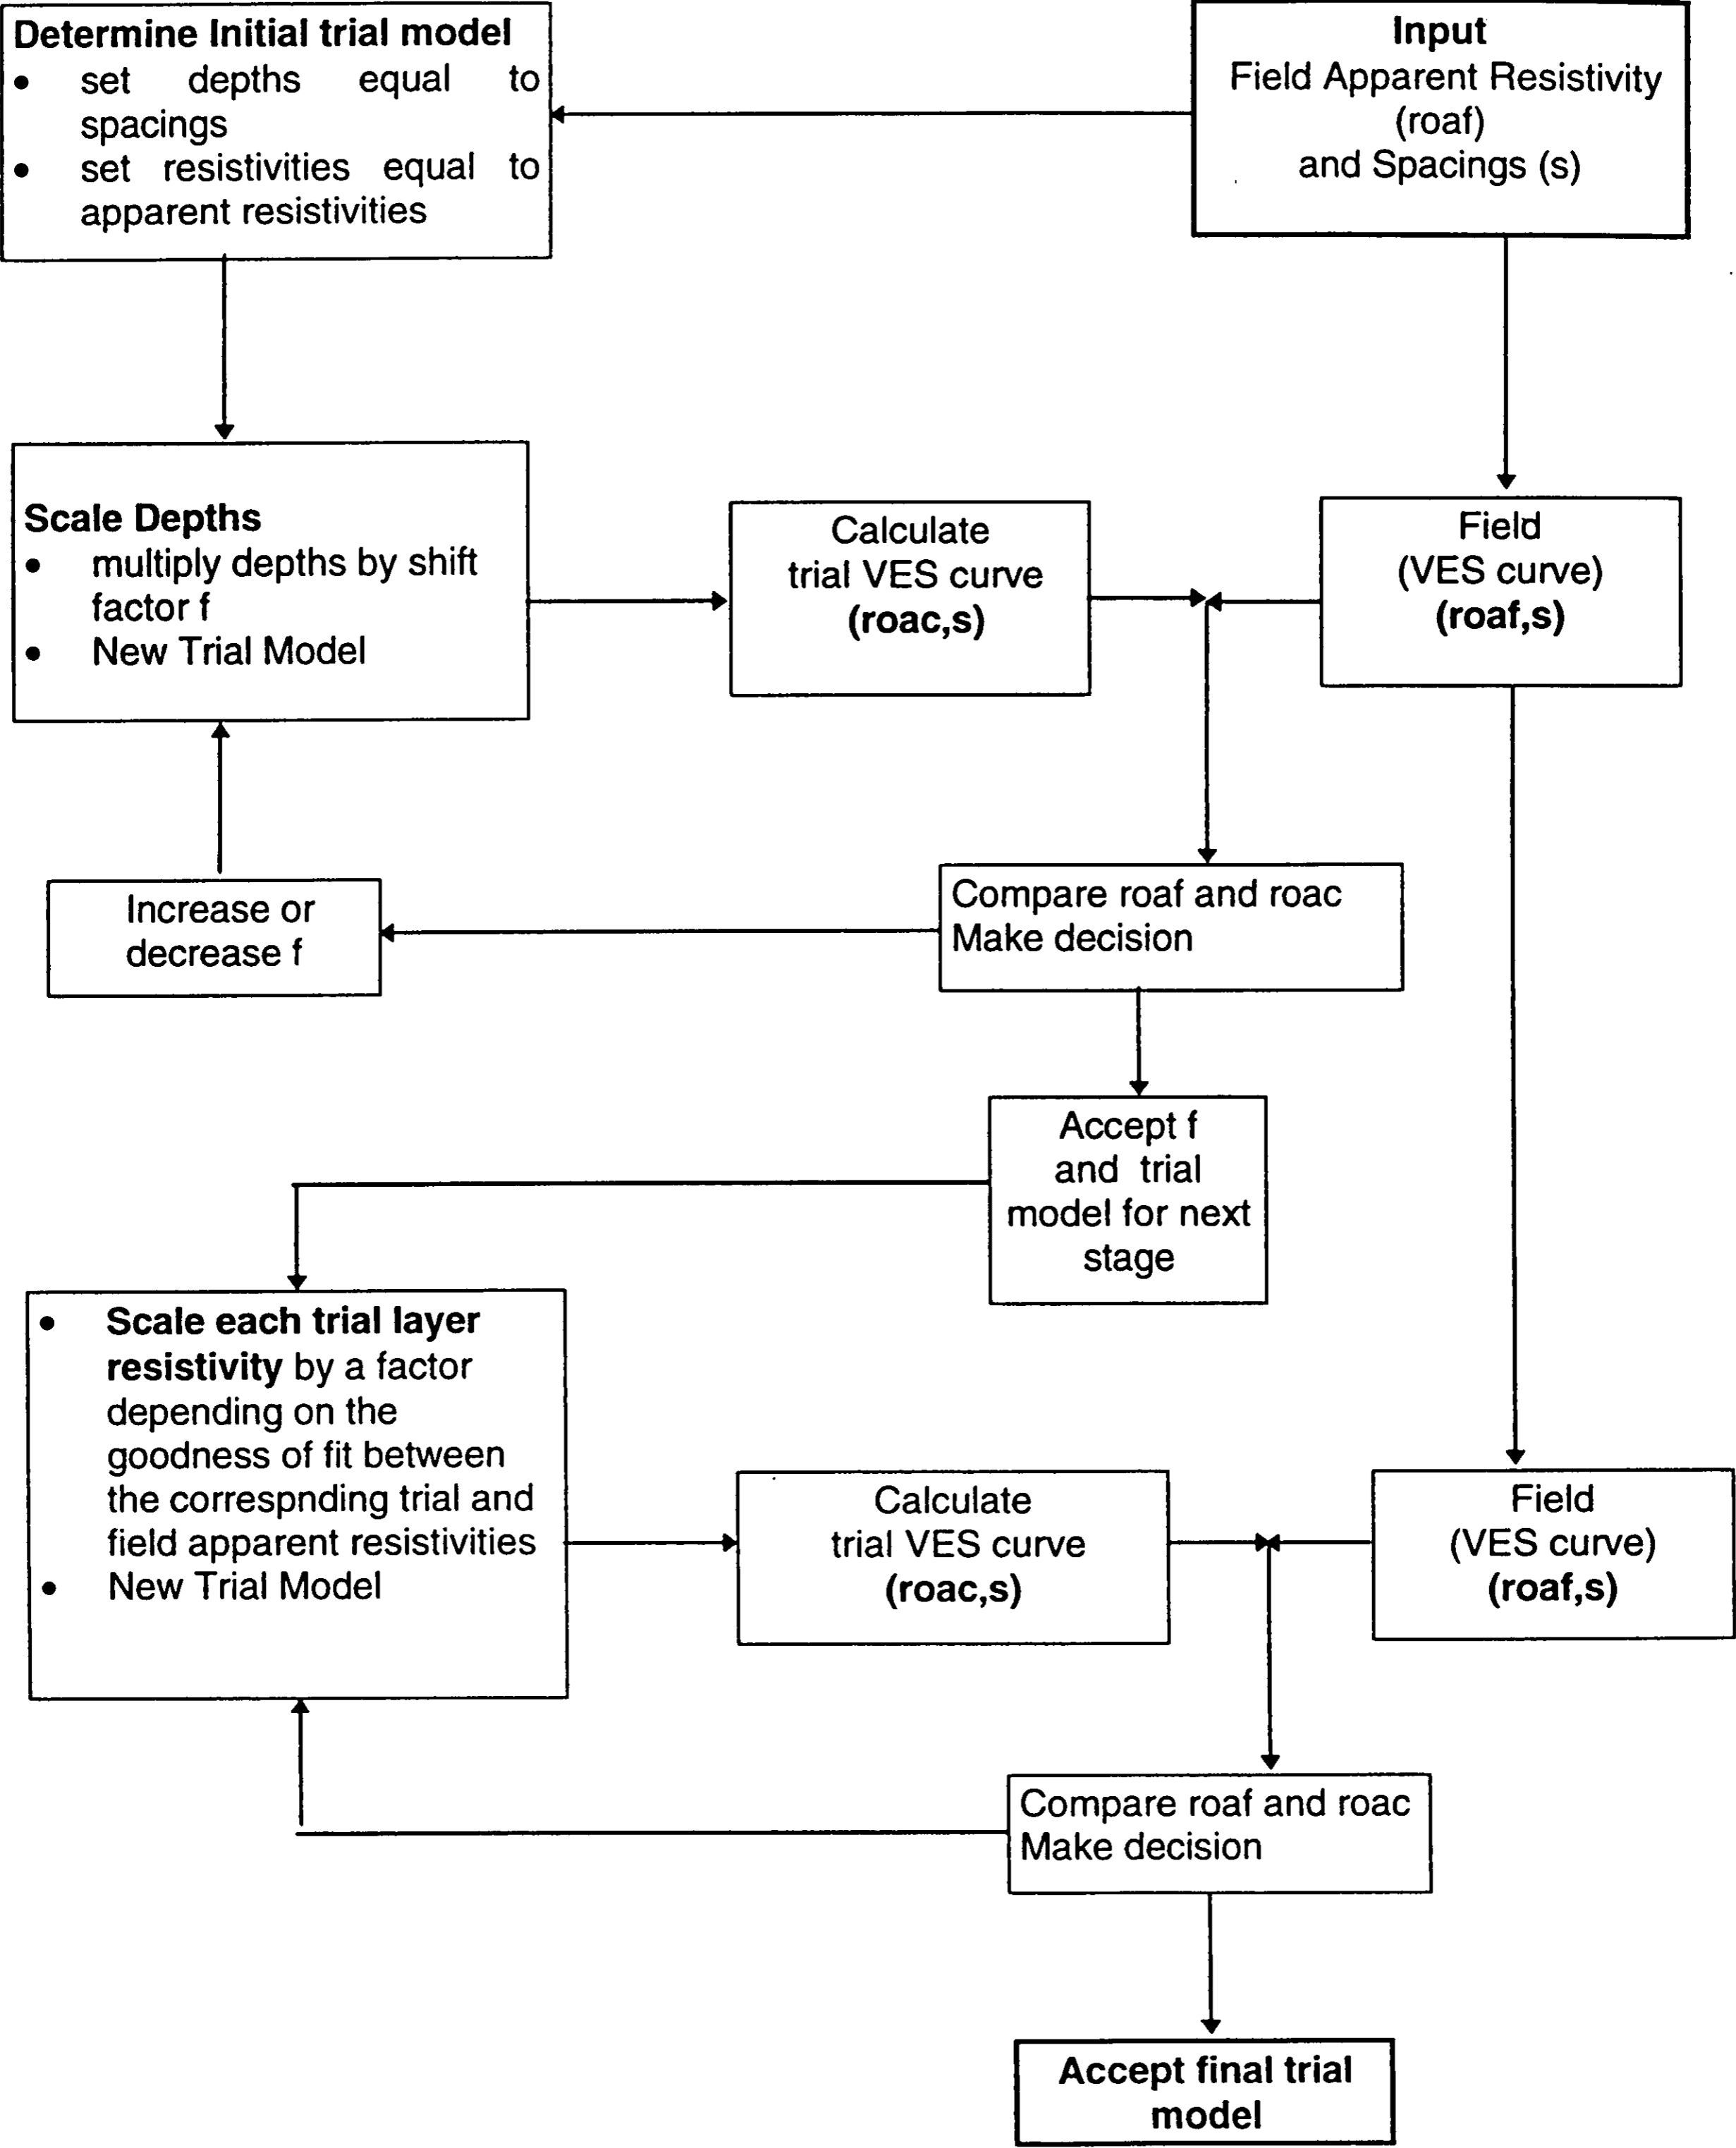 Determine Initial trial model
• set depths equal to
spacings
• set resistivities equal to
apparent resistivities
Input
Field Apparent Resistivity
(roaf)
and Spacings (s)
Scale Depths
• multiply depths by shift
factor f
• New Trial Model
Calculate
trial VES curve
(roac,s)
Field
(VES curve)
(roaf,s)
Increase or
decrease f
Compare roaf and roac
Make decision
Accept f
and trial
model for next
stage
• Scale each trial layer
resistivity by a factor
depending on the
goodness of fit between
the correspnding trial and
field apparent resistivities
• New Trial Model
Calculate
trial VES curve
(roac,s)
Field
(VES curve)
(roaf,s)
Compare roaf and roac
Make decision
Accept final trial
model